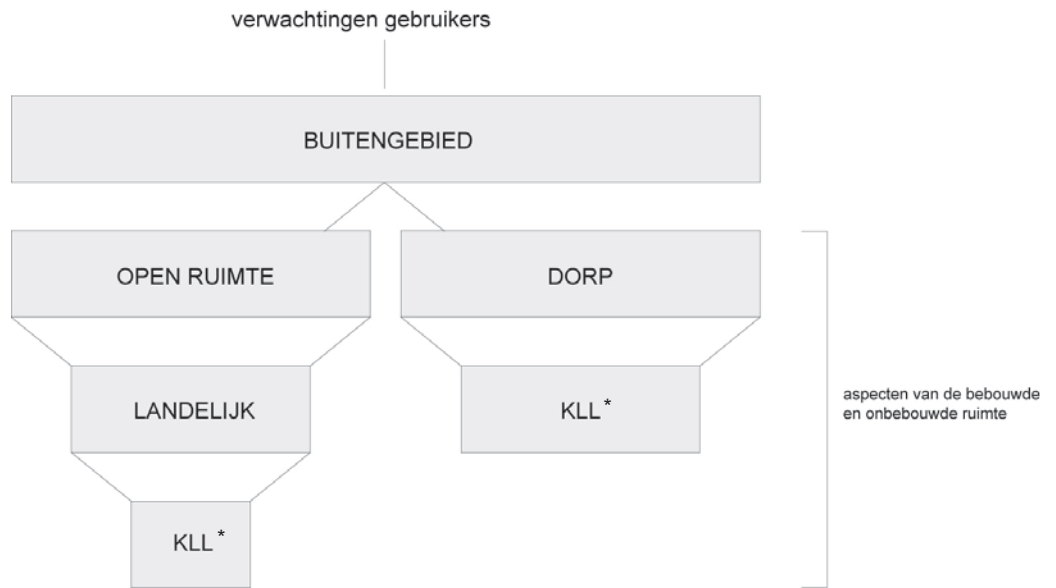 verwachtingen gebruikers
BUITENGEBIED
OPEN RUIMTE
DORP
LANDELIJK
KLL*
aspecten van de bebouwde
en onbebouwde ruimte
KLL*